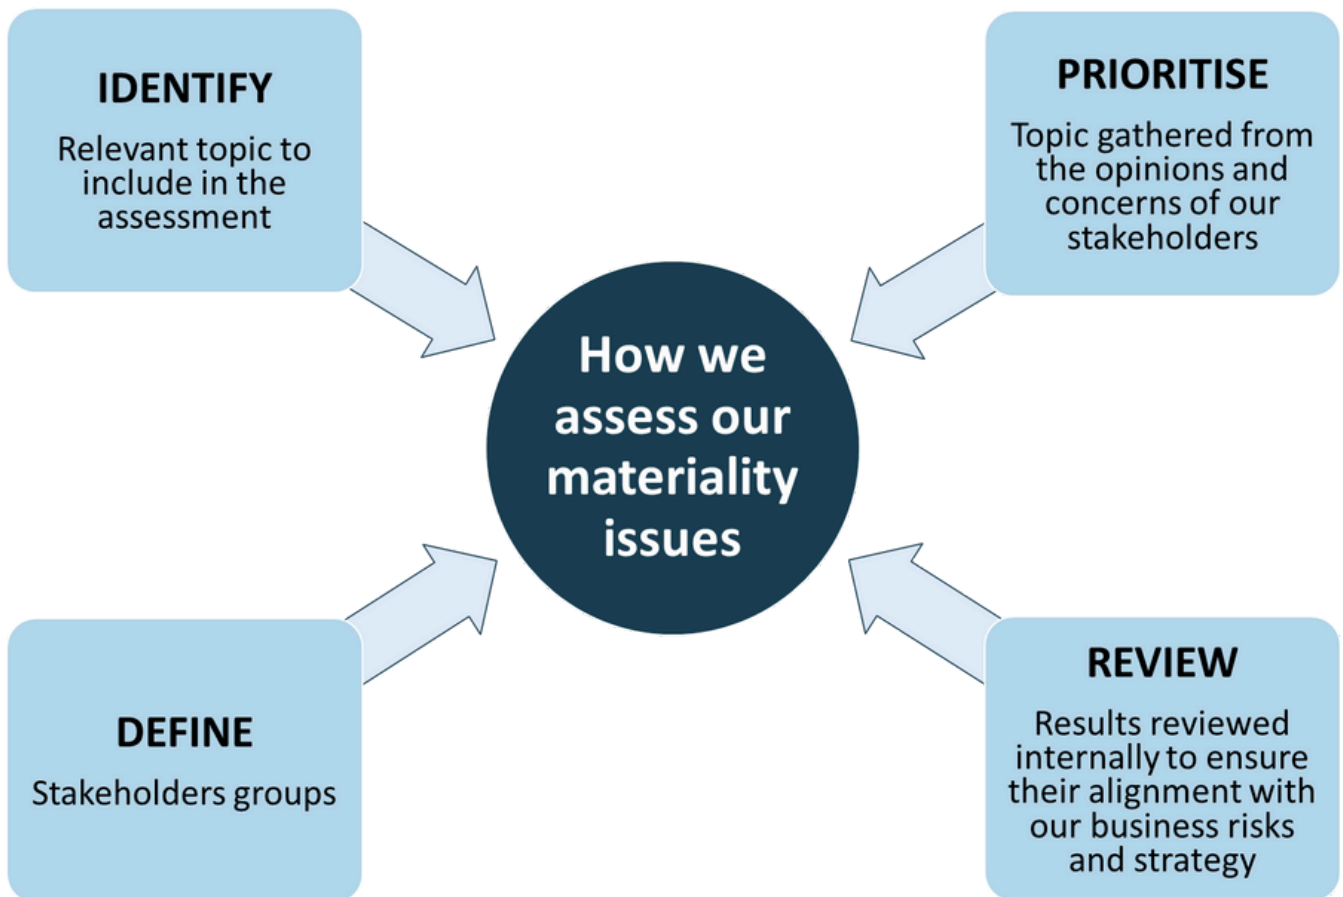 IDENTIFY
Relevant topic to
include in the
assessment
PRIORITISE
Topic gathered from
the opinions and
concerns of our
stakeholders
How we
assess our
materiality
issues
DEFINE
Stakeholders groups
REVIEW
Results reviewed
internally to ensure
their alignment with
our business risks
and strategy